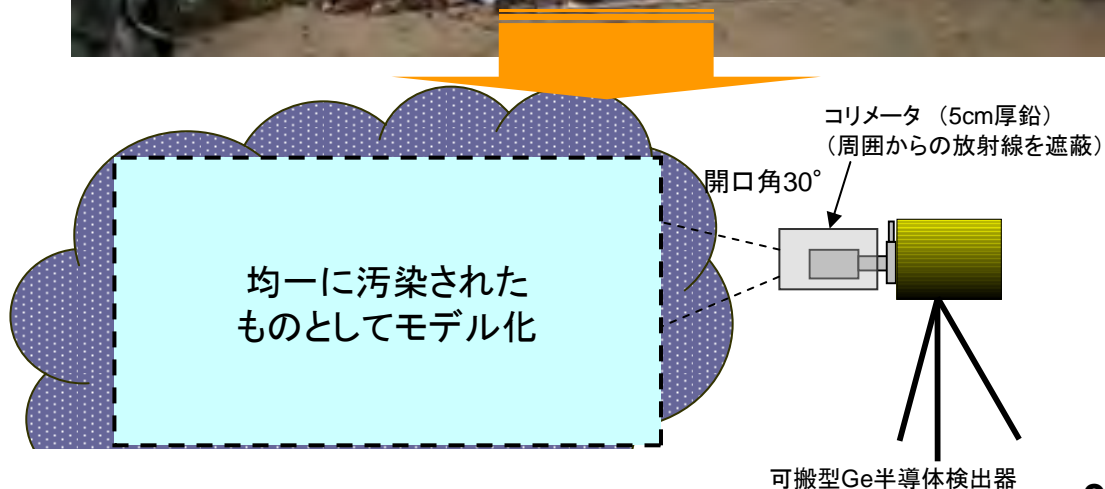 コリメータ （5cm厚鉛）
（周囲からの放射線を遮蔽）
開口角30°
均一に汚染された
ものとしてモデル化
可搬型Ge半導体検出器